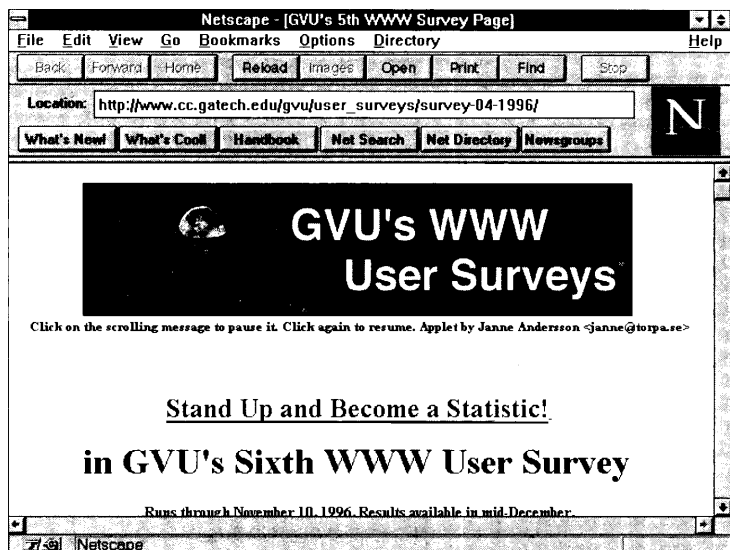 Netscape - [GVU's 5th WWW Survey Page]
File Edit View Go Bookmarks Options Directory Help
Back Forward Home Reload Images Open Print Find Stop
Location: http://www.cc.gatech.edu/gvu/user_surveys/survey-04-1996/
What's New! What's Cool! Handbook Net Search Net Directory Newsgroups
N
GVU's WWW
User Surveys
Click on the scrolling message to pause it. Click again to resume. Applet by Janne Andersson <janne@torpa.se>
Stand Up and Become a Statistic!
in GVU's Sixth WWW User Survey
Runs through November 10, 1996. Results available in mid-December.
Netscape